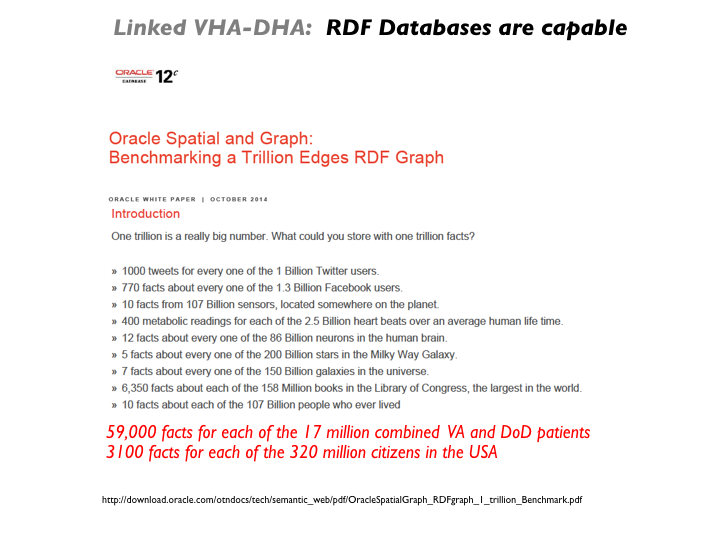 Linked VHA-DHA: RDF Databases are capable
ORACLE DATABASE 12c
Oracle Spatial and Graph:
Benchmarking a Trillion Edges RDF Graph
ORACLE WHITE PAPER | OCTOBER 2014
Introduction
One trillion is a really big number. What could you store with one trillion facts?
» 1000 tweets for every one of the 1 Billion Twitter users.
» 770 facts about every one of the 1.3 Billion Facebook users.
» 10 facts from 107 Billion sensors, located somewhere on the planet.
» 400 metabolic readings for each of the 2.5 Billion heart beats over an average human life time.
» 12 facts about every one of the 86 Billion neurons in the human brain.
» 5 facts about every one of the 200 Billion stars in the Milky Way Galaxy.
» 7 facts about every one of the 150 Billion galaxies in the universe.
» 6,350 facts about each of the 158 Million books in the Library of Congress, the largest in the world.
» 10 facts about each of the 107 Billion people who ever lived
59,000 facts for each of the 17 million combined VA and DoD patients
3100 facts for each of the 320 million citizens in the USA
http://download.oracle.com/otndocs/tech/semantic_web/pdf/OracleSpatialGraph_RDFgraph_1_trillion_Benchmark.pdf